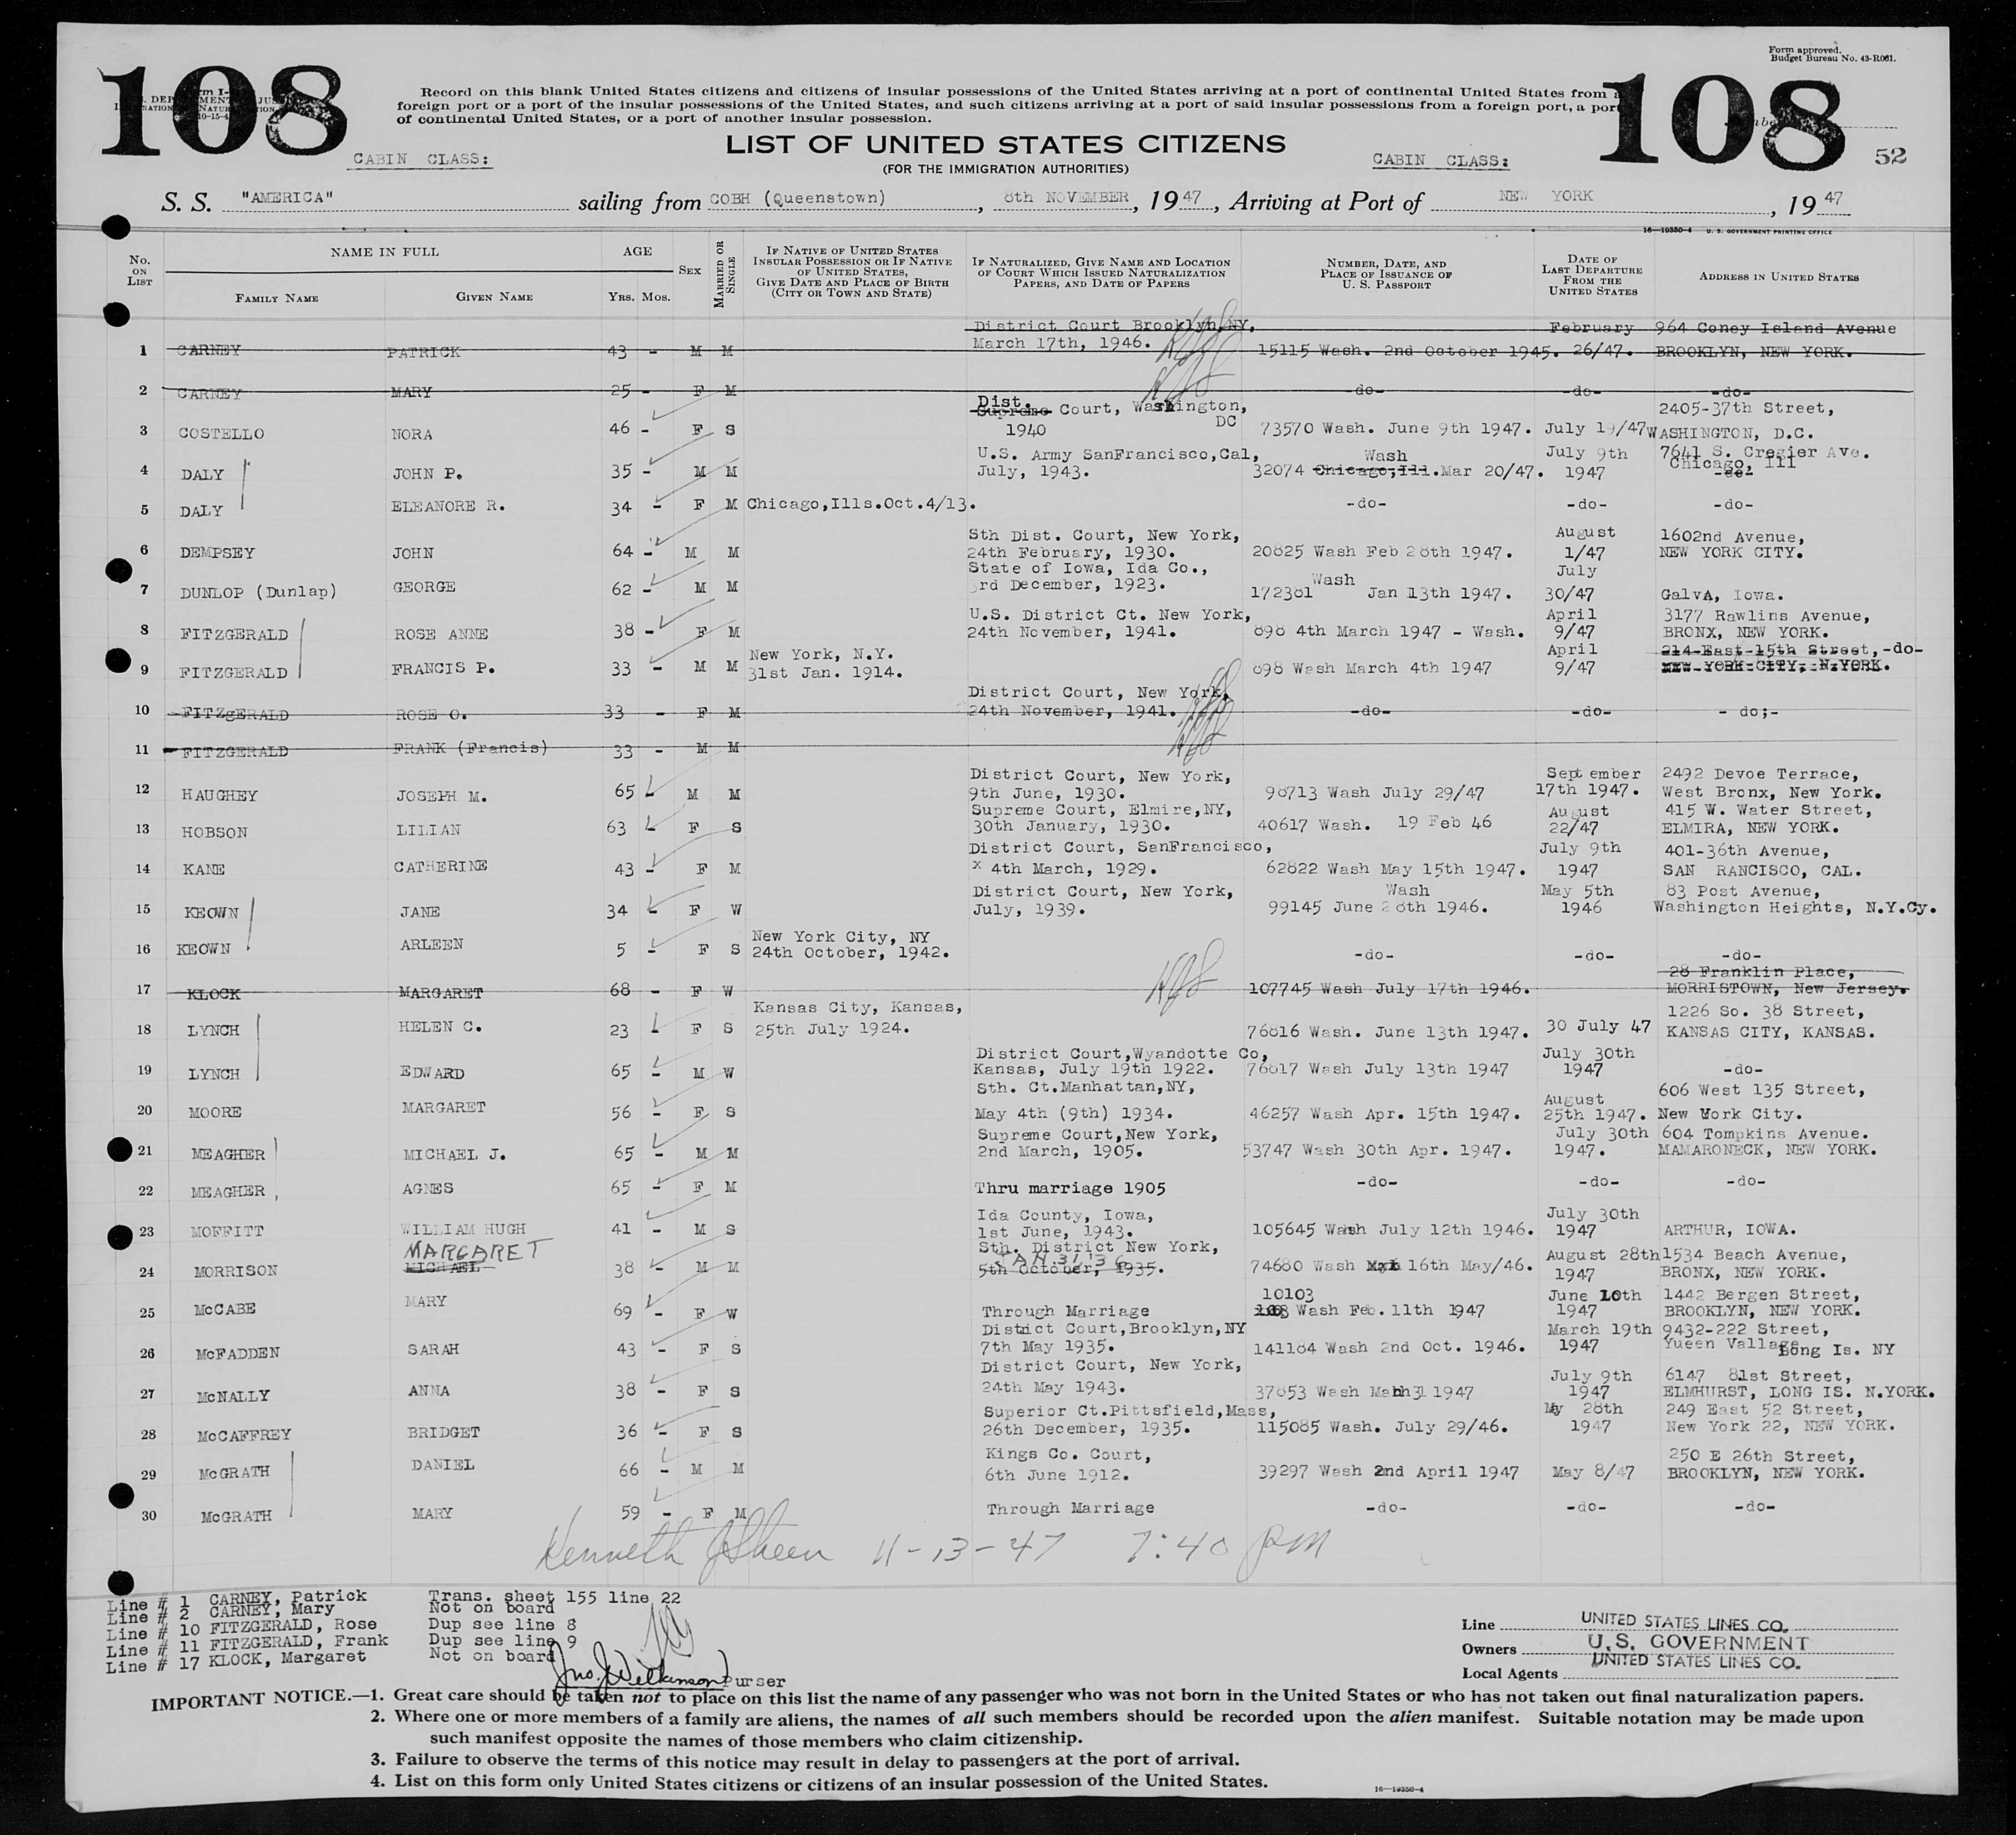 Form approved.
Budget Bureau No. 43-R061.
108
108
Record on this blank United States citizens and citizens of insular possessions of the United States arriving at a port of continental United States from a
foreign port or a port of the insular possessions of the United States, and such citizens arriving at a port of said insular possessions from a foreign port, a port
of continental United States, or a port of another insular possession.
LIST OF UNITED STATES CITIZENS
(FOR THE IMMIGRATION AUTHORITIES)
CABIN CLASS:
CABIN CLASS:
52
S. S. "AMERICA" sailing from COBH (Queenstown), 8th NOVEMBER, 1947, Arriving at Port of NEW YORK, 1947
16—19350-4 U. S. GOVERNMENT PRINTING OFFICE
No. on List
NAME IN FULL
Family Name
Given Name
AGE
Yrs. Mos.
Sex
Married or Single
If Native of United States Insular Possession or If Native of United States, Give Date and Place of Birth (City or Town and State)
If Naturalized, Give Name and Location of Court Which Issued Naturalization Papers, and Date of Papers
Number, Date, and Place of Issuance of U. S. Passport
Date of Last Departure From the United States
Address in United States
District Court Brooklyn, NY, February 964 Coney Island Avenue
1 CARNEY PATRICK 43 - M M March 17th, 1946. 15115 Wash. 2nd October 1945. 26/47. BROOKLYN, NEW YORK.
2 CARNEY MARY 25 - F M -do- -do- -do-
Dist. Supreme Court, Washington, DC 2405-37th Street,
3 COSTELLO NORA 46 - F S 1940 73570 Wash. June 9th 1947. July 19/47 WASHINGTON, D.C.
U.S. Army SanFrancisco,Cal, Wash July 9th 7641 S. Cregier Ave.
4 DALY JOHN P. 35 - M M July, 1943. 32074 Chicago,Ill. Mar 20/47. 1947 Chicago, Ill -do-
5 DALY ELEANORE R. 34 - F M Chicago,Ills.Oct.4/13. -do- -do- -do-
Sth Dist. Court, New York, August 1602nd Avenue,
6 DEMPSEY JOHN 64 - M M 24th February, 1930. 20825 Wash Feb 28th 1947. 1/47 NEW YORK CITY.
State of Iowa, Ida Co., July
7 DUNLOP (Dunlap) GEORGE 62 - M M 3rd December, 1923. 172381 Wash Jan 13th 1947. 30/47 GalvA, Iowa.
U.S. District Ct. New York, April 3177 Rawlins Avenue,
8 FITZGERALD ROSE ANNE 38 - F M 24th November, 1941. 898 4th March 1947 - Wash. 9/47 BRONX, NEW YORK.
New York, N.Y. April 214 East 15th Street, -do-
9 FITZGERALD FRANCIS P. 33 - M M 31st Jan. 1914. 898 Wash March 4th 1947 9/47 NEW YORK CITY, N.YORK.
District Court, New York,
10 FITZgERALD ROSE O. 33 - F M 24th November, 1941. -do- -do- - do;-
11 FITZGERALD FRANK (Francis) 33 - M M
District Court, New York, September 2492 Devoe Terrace,
12 HAUGHEY JOSEPH M. 65 - M M 9th June, 1930. 98713 Wash July 29/47 17th 1947. West Bronx, New York.
Supreme Court, Elmire,NY, August 415 W. Water Street,
13 HOBSON LILIAN 63 - F S 30th January, 1930. 40617 Wash. 19 Feb 46 22/47 ELMIRA, NEW YORK.
District Court, SanFrancisco, July 9th 401-36th Avenue,
14 KANE CATHERINE 43 - F M x 4th March, 1929. 62822 Wash May 15th 1947. 1947 SAN RANCISCO, CAL.
District Court, New York, Wash May 5th 83 Post Avenue,
15 KEOWN JANE 34 - F W July, 1939. 99145 June 28th 1946. 1946 Washington Heights, N.Y.Cy.
New York City, NY
16 KEOWN ARLEEN 5 - F S 24th October, 1942. -do- -do- -do-
28 Franklin Place,
17 KLOCK MARGARET 68 - F W 107745 Wash July 17th 1946. MORRISTOWN, New Jersey.
Kansas City, Kansas, 1226 So. 38 Street,
18 LYNCH HELEN C. 23 - F S 25th July 1924. 76816 Wash. June 13th 1947. 30 July 47 KANSAS CITY, KANSAS.
District Court,Wyandotte Co, July 30th
19 LYNCH EDWARD 65 - M W Kansas, July 19th 1922. 76817 Wash July 13th 1947 1947 -do-
Sth. Ct.Manhattan,NY, August 606 West 135 Street,
20 MOORE MARGARET 56 - F S May 4th (9th) 1934. 46257 Wash Apr. 15th 1947. 25th 1947. New York City.
Supreme Court,New York, July 30th 604 Tompkins Avenue.
21 MEAGHER MICHAEL J. 65 - M M 2nd March, 1905. 53747 Wash 30th Apr. 1947. 1947. MAMARONECK, NEW YORK.
22 MEAGHER AGNES 65 - F M Thru marriage 1905 -do- -do- -do-
Ida County, Iowa, July 30th
23 MOFFITT WILLIAM HUGH 41 - M S 1st June, 1943. 105645 Wash July 12th 1946. 1947 ARTHUR, IOWA.
MARGARET Sth. District New York, JAN.31,'36 August 28th 1534 Beach Avenue,
24 MORRISON MICHAEL 38 - M M 5th October, 1935. 74680 Wash 16th May/46. 1947 BRONX, NEW YORK.
10103 June 10th 1442 Bergen Street,
25 McCABE MARY 69 - F W Through Marriage Wash Feb. 11th 1947 1947 BROOKLYN, NEW YORK.
District Court,Brooklyn,NY March 19th 9432-222 Street,
26 McFADDEN SARAH 43 - F S 7th May 1935. 141184 Wash 2nd Oct. 1946. 1947 Yueen Vallage Long Is. NY
District Court, New York, July 9th 6147 81st Street,
27 McNALLY ANNA 38 - F S 24th May 1943. 37853 Wash 31 1947 1947 ELMHURST, LONG IS. N.YORK.
Superior Ct.Pittsfield,Mass, May 28th 249 East 52 Street,
28 McCAFFREY BRIDGET 36 - F S 26th December, 1935. 115085 Wash. July 29/46. 1947 New York 22, NEW YORK.
Kings Co. Court, 250 E 26th Street,
29 McGRATH DANIEL 66 - M M 6th June 1912. 39297 Wash 2nd April 1947 May 8/47 BROOKLYN, NEW YORK.
30 McGRATH MARY 59 - F M Through Marriage -do- -do- -do-
Kenneth J Sheen 11-13-47 7:40 pm
Line # 1 CARNEY, Patrick Trans. sheet 155 line 22
Line # 2 CARNEY, Mary Not on board
Line # 10 FITZGERALD, Rose Dup see line 8
Line # 11 FITZGERALD, Frank Dup see line 9
Line # 17 KLOCK, Margaret Not on board
Jno. J Wilkinson Purser
Line UNITED STATES LINES CO.
Owners U.S. GOVERNMENT
Local Agents UNITED STATES LINES CO.
IMPORTANT NOTICE.—1. Great care should be taken not to place on this list the name of any passenger who was not born in the United States or who has not taken out final naturalization papers.
2. Where one or more members of a family are aliens, the names of all such members should be recorded upon the alien manifest. Suitable notation may be made upon
such manifest opposite the names of those members who claim citizenship.
3. Failure to observe the terms of this notice may result in delay to passengers at the port of arrival.
4. List on this form only United States citizens or citizens of an insular possession of the United States.
16—19350-4